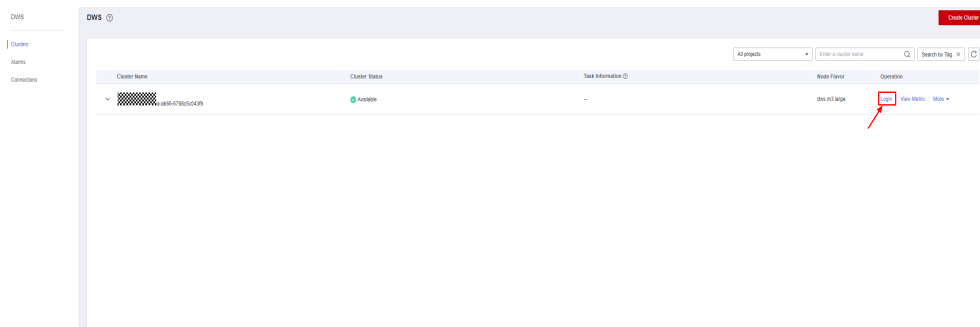 DWS
Clusters
Alarms
Connections
DWS
Create Cluster
All projects
Enter a cluster name.
Search by Tag
Cluster Name
Cluster Status
Task Information
Node Flavor
Operation
a-ab66-6798c5c043f9
Available
--
dws.m3.large
Login
View Metric
More